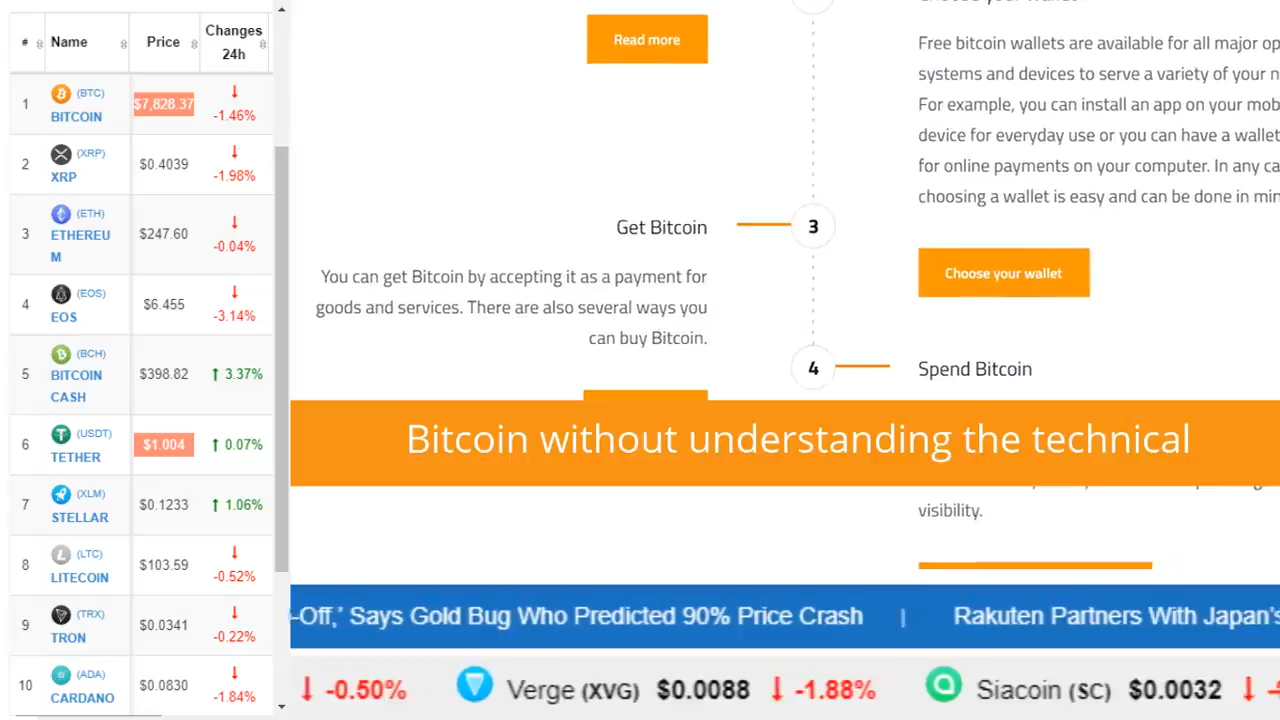 # Name Price Changes
24h
1 (BTC) BITCOIN $7,828.37 ↓ -1.46%
2 (XRP) XRP $0.4039 ↓ -1.98%
3 (ETH) ETHEREU
M $247.60 ↓ -0.04%
4 (EOS) EOS $6.455 ↓ -3.14%
5 (BCH) BITCOIN
CASH $398.82 ↑ 3.37%
6 (USDT) TETHER $1.004 ↑ 0.07%
7 (XLM) STELLAR $0.1233 ↑ 1.06%
8 (LTC) LITECOIN $103.59 ↓ -0.52%
9 (TRX) TRON $0.0341 ↓ -0.22%
10 (ADA) CARDANO $0.0830 ↓ -1.84%
Read more
Free bitcoin wallets are available for all major op
systems and devices to serve a variety of your n
For example, you can install an app on your mob
device for everyday use or you can have a wallet
for online payments on your computer. In any ca
choosing a wallet is easy and can be done in min
Choose your wallet
Get Bitcoin 3
You can get Bitcoin by accepting it as a payment for
goods and services. There are also several ways you
can buy Bitcoin.
4 Spend Bitcoin
Bitcoin without understanding the technical
visibility.
-Off,' Says Gold Bug Who Predicted 90% Price Crash | Rakuten Partners With Japan's
↓ -0.50% Verge (XVG) $0.0088 ↓ -1.88% Siacoin (SC) $0.0032 ↓